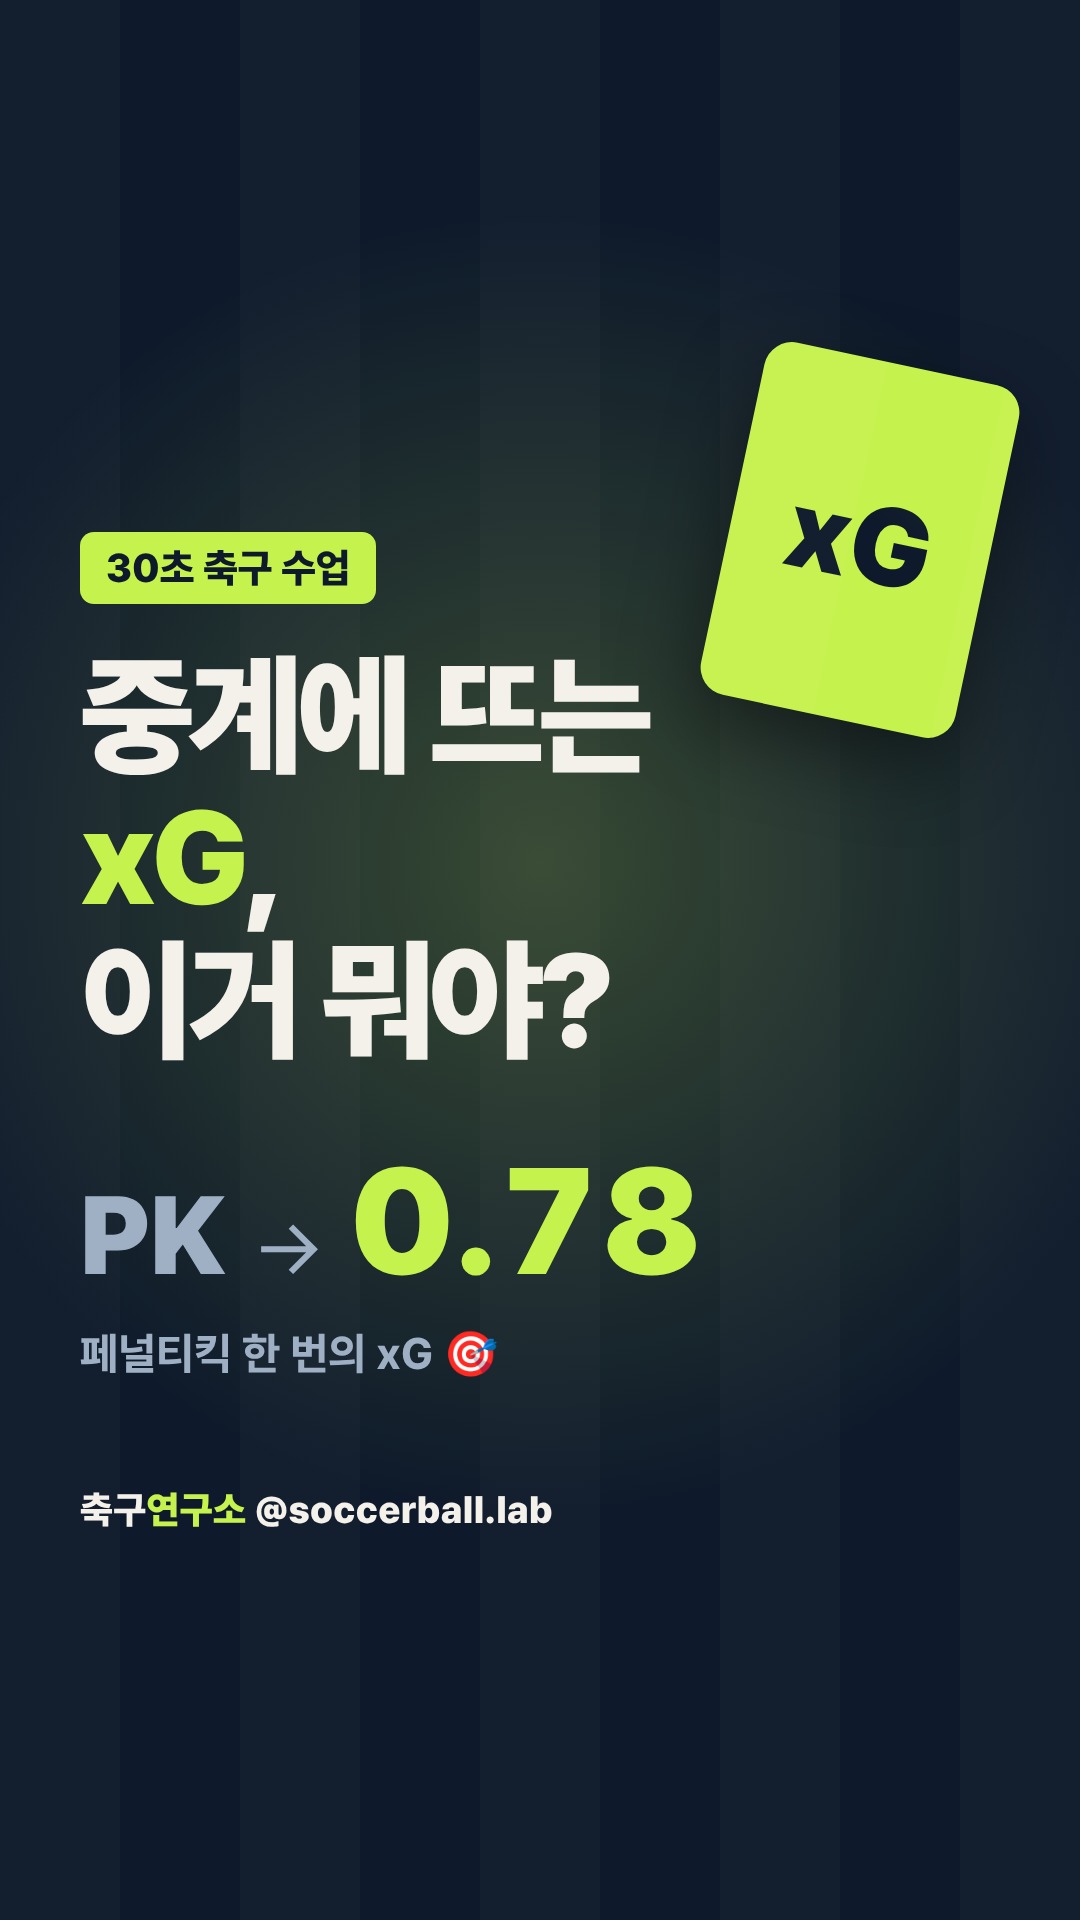 xG
30초 축구 수업
중계에 뜨는
xG,
이거 뭐야?
PK → 0.78
페널티킥 한 번의 xG 🎯
축구연구소 @soccerball.lab